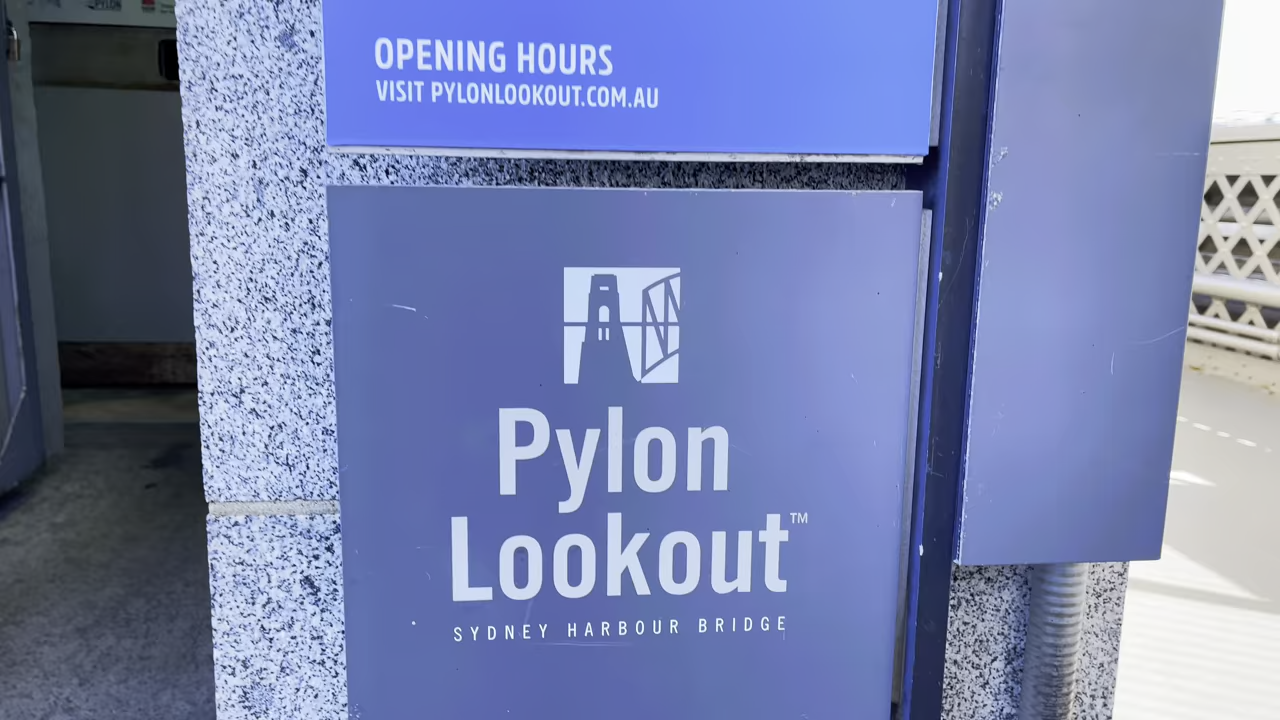 OPENING HOURS
VISIT PYLONLOOKOUT.COM.AU
Pylon
Lookout™
SYDNEY HARBOUR BRIDGE